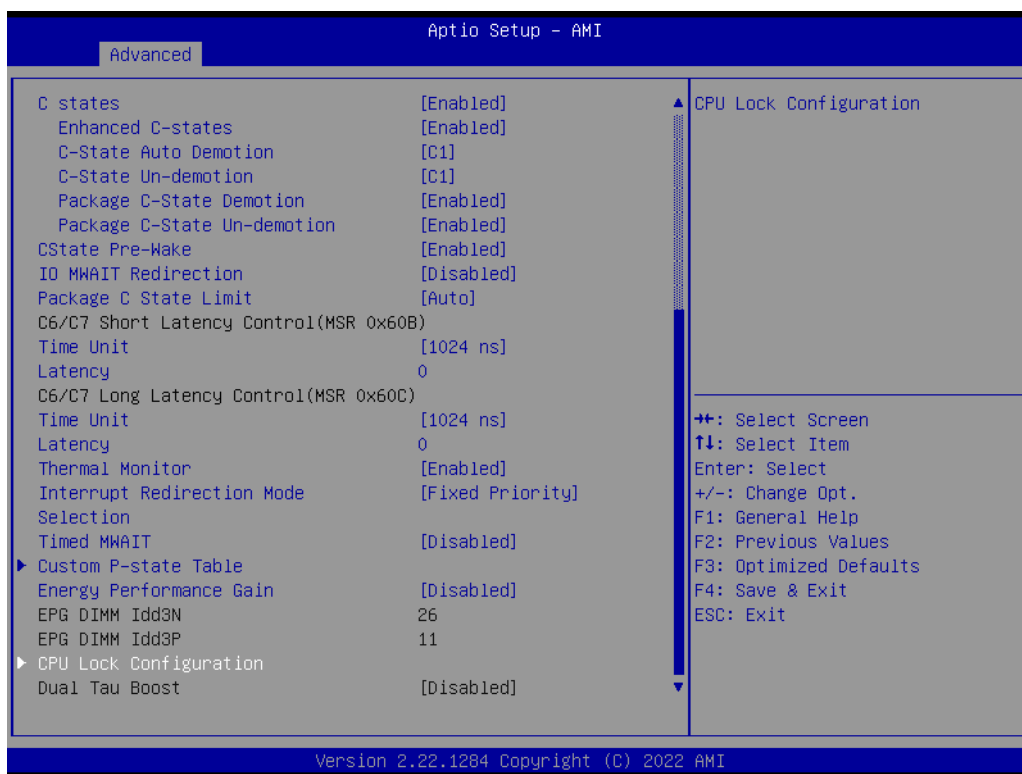 Aptio Setup – AMI
Advanced
C states [Enabled]
Enhanced C-states [Enabled]
C-State Auto Demotion [C1]
C-State Un-demotion [C1]
Package C-State Demotion [Enabled]
Package C-State Un-demotion [Enabled]
CState Pre-Wake [Enabled]
IO MWAIT Redirection [Disabled]
Package C State Limit [Auto]
C6/C7 Short Latency Control(MSR 0x60B)
Time Unit [1024 ns]
Latency 0
C6/C7 Long Latency Control(MSR 0x60C)
Time Unit [1024 ns]
Latency 0
Thermal Monitor [Enabled]
Interrupt Redirection Mode [Fixed Priority]
Selection
Timed MWAIT [Disabled]
Custom P-state Table
Energy Performance Gain [Disabled]
EPG DIMM Idd3N 26
EPG DIMM Idd3P 11
CPU Lock Configuration
Dual Tau Boost [Disabled]
CPU Lock Configuration
→←: Select Screen
↑↓: Select Item
Enter: Select
+/-: Change Opt.
F1: General Help
F2: Previous Values
F3: Optimized Defaults
F4: Save & Exit
ESC: Exit
Version 2.22.1284 Copyright (C) 2022 AMI